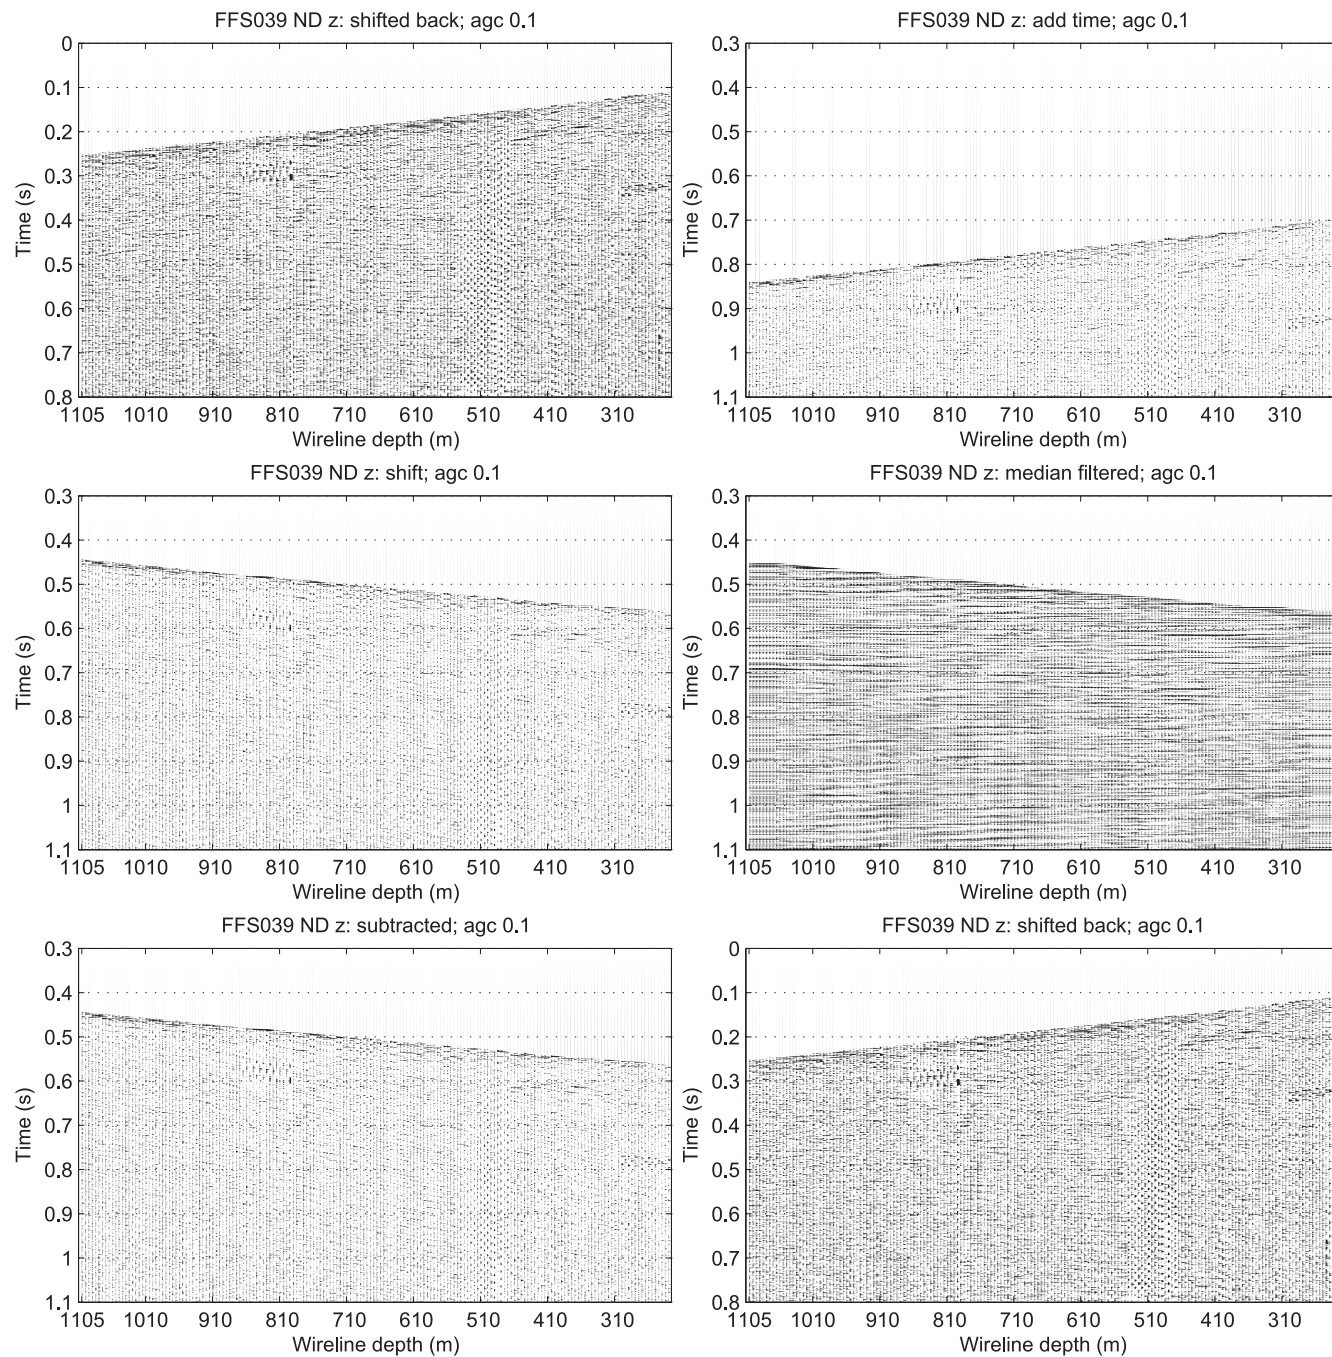 FFS039 ND z: shifted back; agc 0.1
0
0.1
0.2
0.3
0.4
0.5
0.6
0.7
0.8
Time (s)
1105 1010 910 810 710 610 510 410 310
Wireline depth (m)
FFS039 ND z: add time; agc 0.1
0.3
0.4
0.5
0.6
0.7
0.8
0.9
1
1.1
Time (s)
1105 1010 910 810 710 610 510 410 310
Wireline depth (m)
FFS039 ND z: shift; agc 0.1
0.3
0.4
0.5
0.6
0.7
0.8
0.9
1
1.1
Time (s)
1105 1010 910 810 710 610 510 410 310
Wireline depth (m)
FFS039 ND z: median filtered; agc 0.1
0.3
0.4
0.5
0.6
0.7
0.8
0.9
1
1.1
Time (s)
1105 1010 910 810 710 610 510 410 310
Wireline depth (m)
FFS039 ND z: subtracted; agc 0.1
0.3
0.4
0.5
0.6
0.7
0.8
0.9
1
1.1
Time (s)
1105 1010 910 810 710 610 510 410 310
Wireline depth (m)
FFS039 ND z: shifted back; agc 0.1
0
0.1
0.2
0.3
0.4
0.5
0.6
0.7
0.8
Time (s)
1105 1010 910 810 710 610 510 410 310
Wireline depth (m)